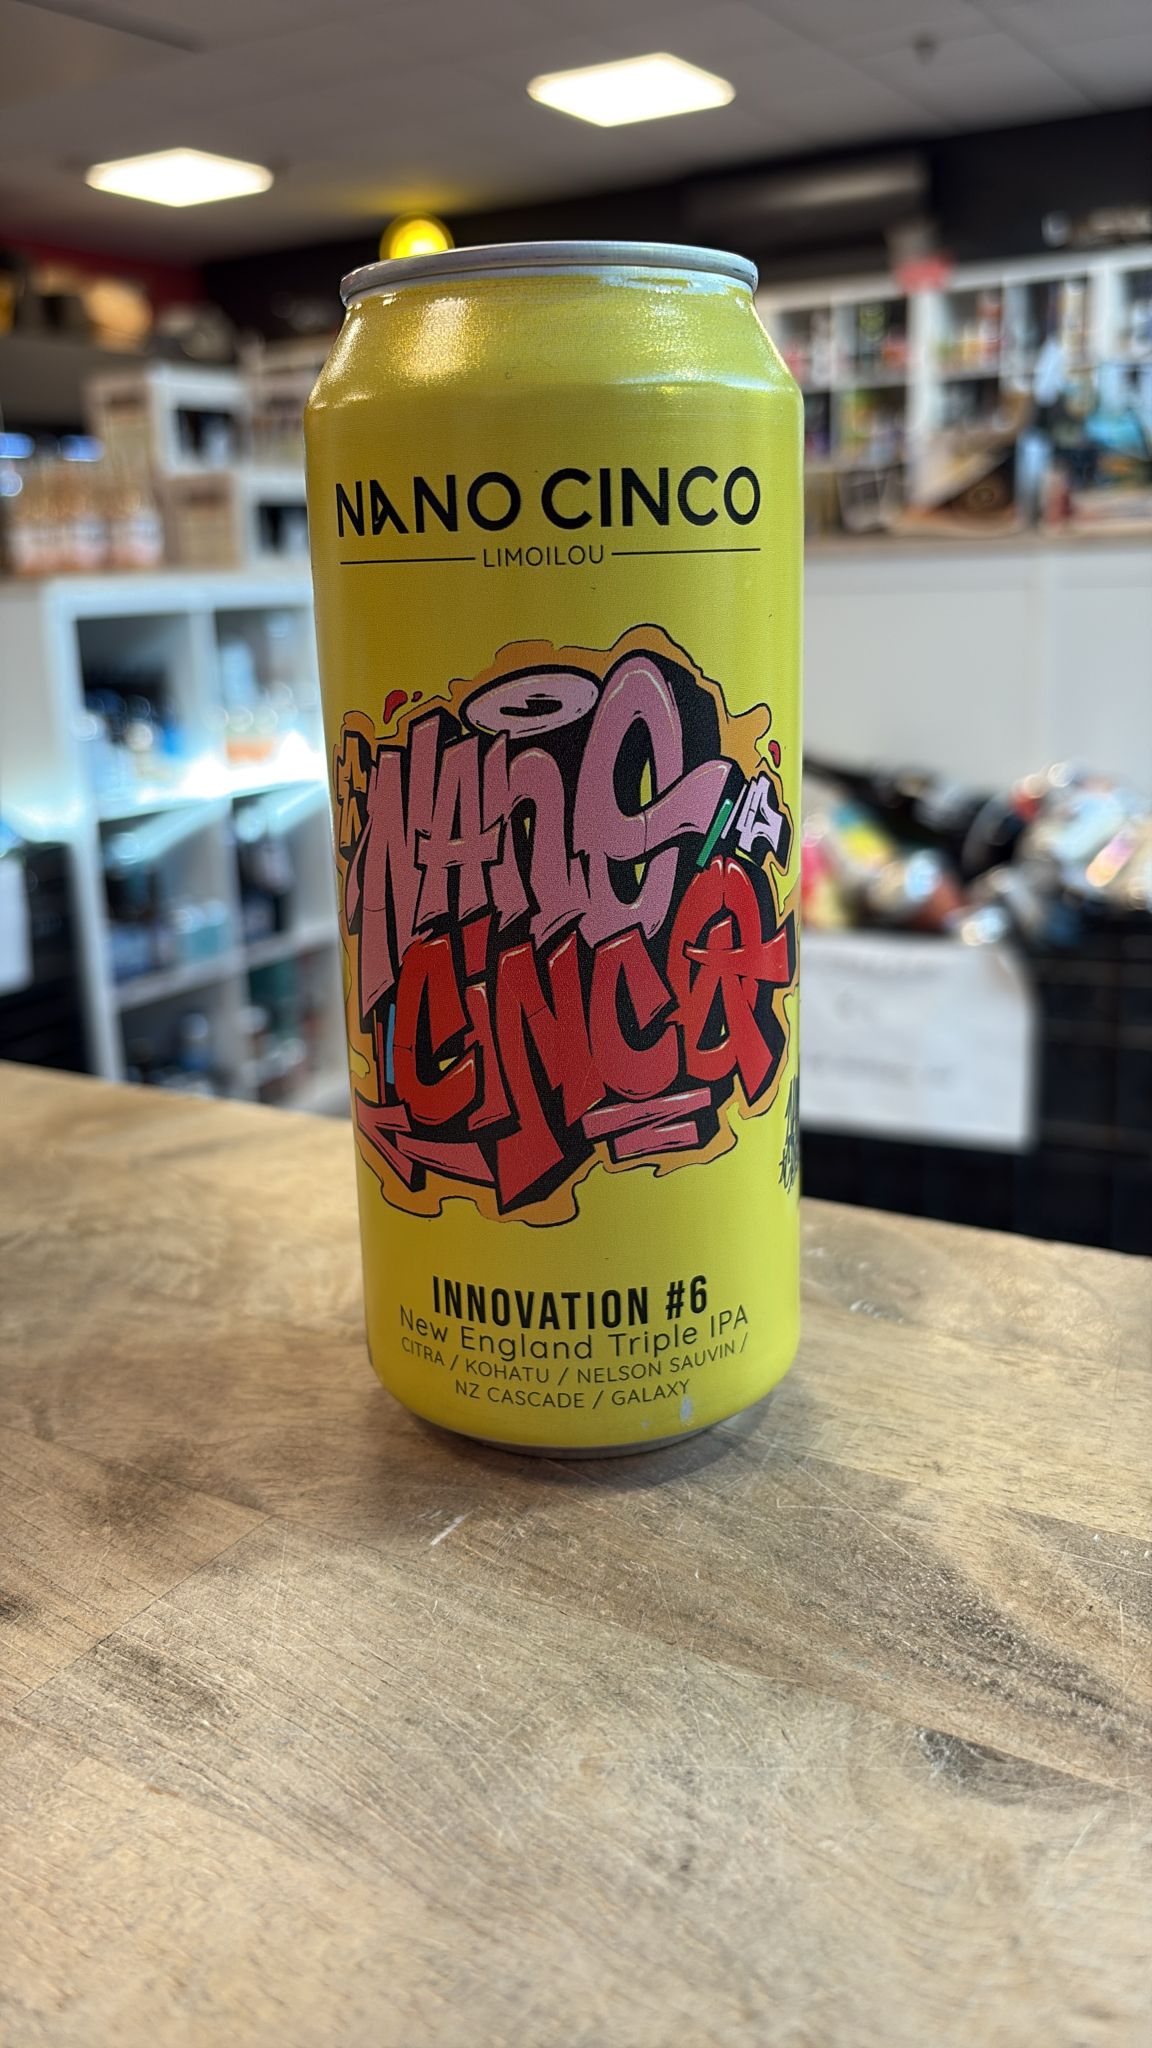 NANO CINCO
LIMOILOU
NANO
CINCO
INNOVATION #6
New England Triple IPA
CITRA / KOHATU / NELSON SAUVIN /
NZ CASCADE / GALAXY